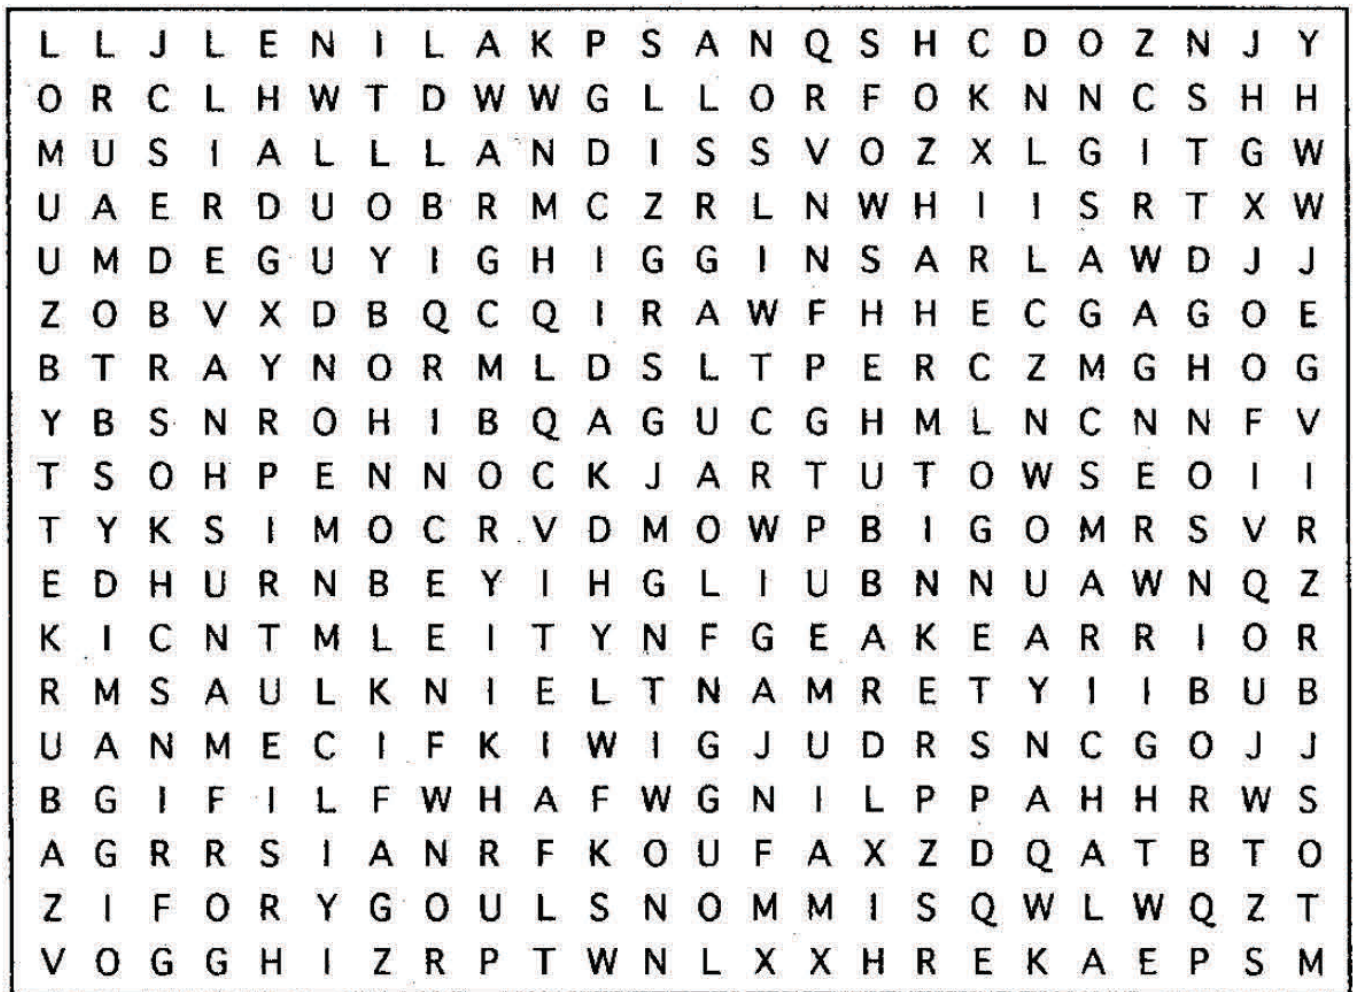 L L J L E N I L A K P S A N Q S H C D O Z N J Y
O R C L H W T D W W G L L O R F O K N N C S H H
M U S I A L L L A N D I S S V O Z X L G I T G W
U A E R D U O B R M C Z R L N W H I I S R T X W
U M D E G U Y I G H I G G I N S A R L A W D J J
Z O B V X D B Q C Q I R A W F H H E C G A G O E
B T R A Y N O R M L D S L T P E R C Z M G H O G
Y B S N R O H I B Q A G U C G H M L N C N N F V
T S O H P E N N O C K J A R T U T O W S E O I I
T Y K S I M O C R V D M O W P B I G O M R S V R
E D H U R N B E Y I H G L I U B N N U A W N Q Z
K I C N T M L E I T Y N F G E A K E A R R I O R
R M S A U L K N I E L T N A M R E T Y I I B U B
U A N M E C I F K I W I G J U D R S N C G O J J
B G I F I L F W H A F W G N I L P P A H H R W S
A G R R S I A N R F K O U F A X Z D Q A T B T O
Z I F O R Y G O U L S N O M M I S Q W L W Q Z T
V O G G H I Z R P T W N L X X H R E K A E P S M